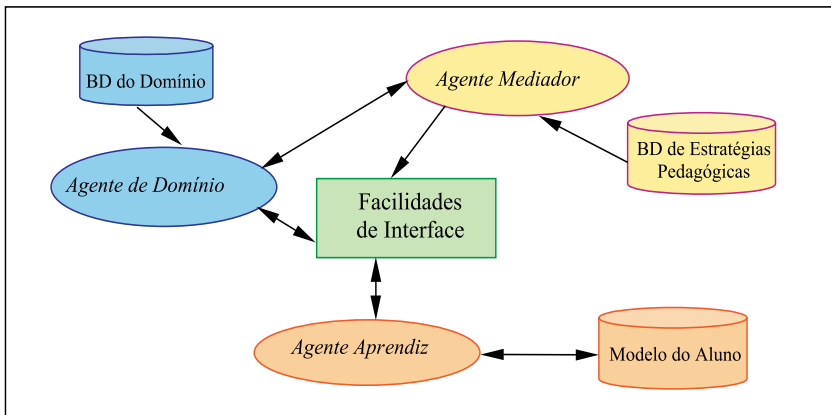 BD do Domínio
Agente Mediador
BD de Estratégias
Pedagógicas
Agente de Domínio
Facilidades
de Interface
Agente Aprendiz
Modelo do Aluno